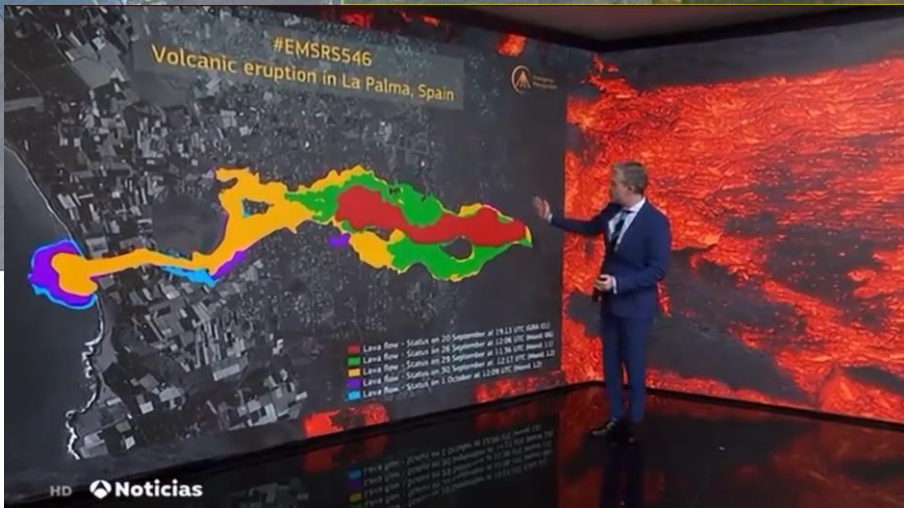 #EMSR5546
Volcanic eruption in La Palma, Spain
Lava flow - Status on 20 September at 19:13 UTC (GRA 01)
Lava flow - Status on 26 September at 12:06 UTC
Lava flow - Status on 29 September at 11:36 UTC
Lava flow - Status on 30 September at 12:17 UTC
Lava flow - Status on 1 October at 12:09 UTC
HD Noticias